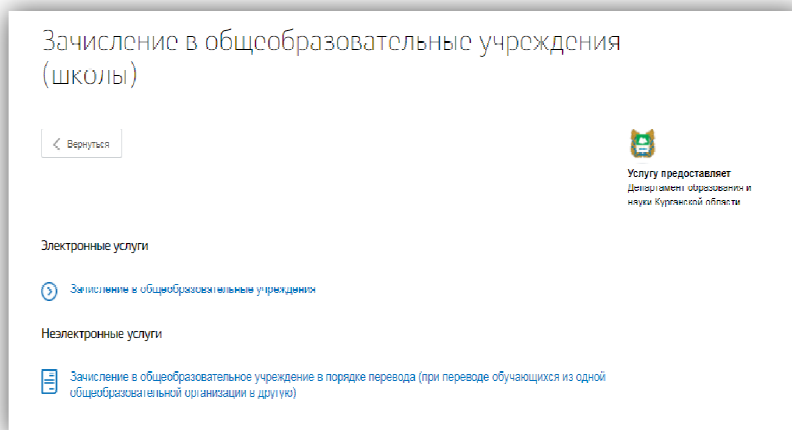 Зачисление в общеобразовательные учреждения
(школы)
Вернуться
Услугу предоставляет
Департамент образования и
науки Курганской области
Электронные услуги
Зачисление в общеобразовательные учреждения
Неэлектронные услуги
Зачисление в общеобразовательное учреждение в порядке перевода (при переводе обучающихся из одной
общеобразовательной организации в другую)